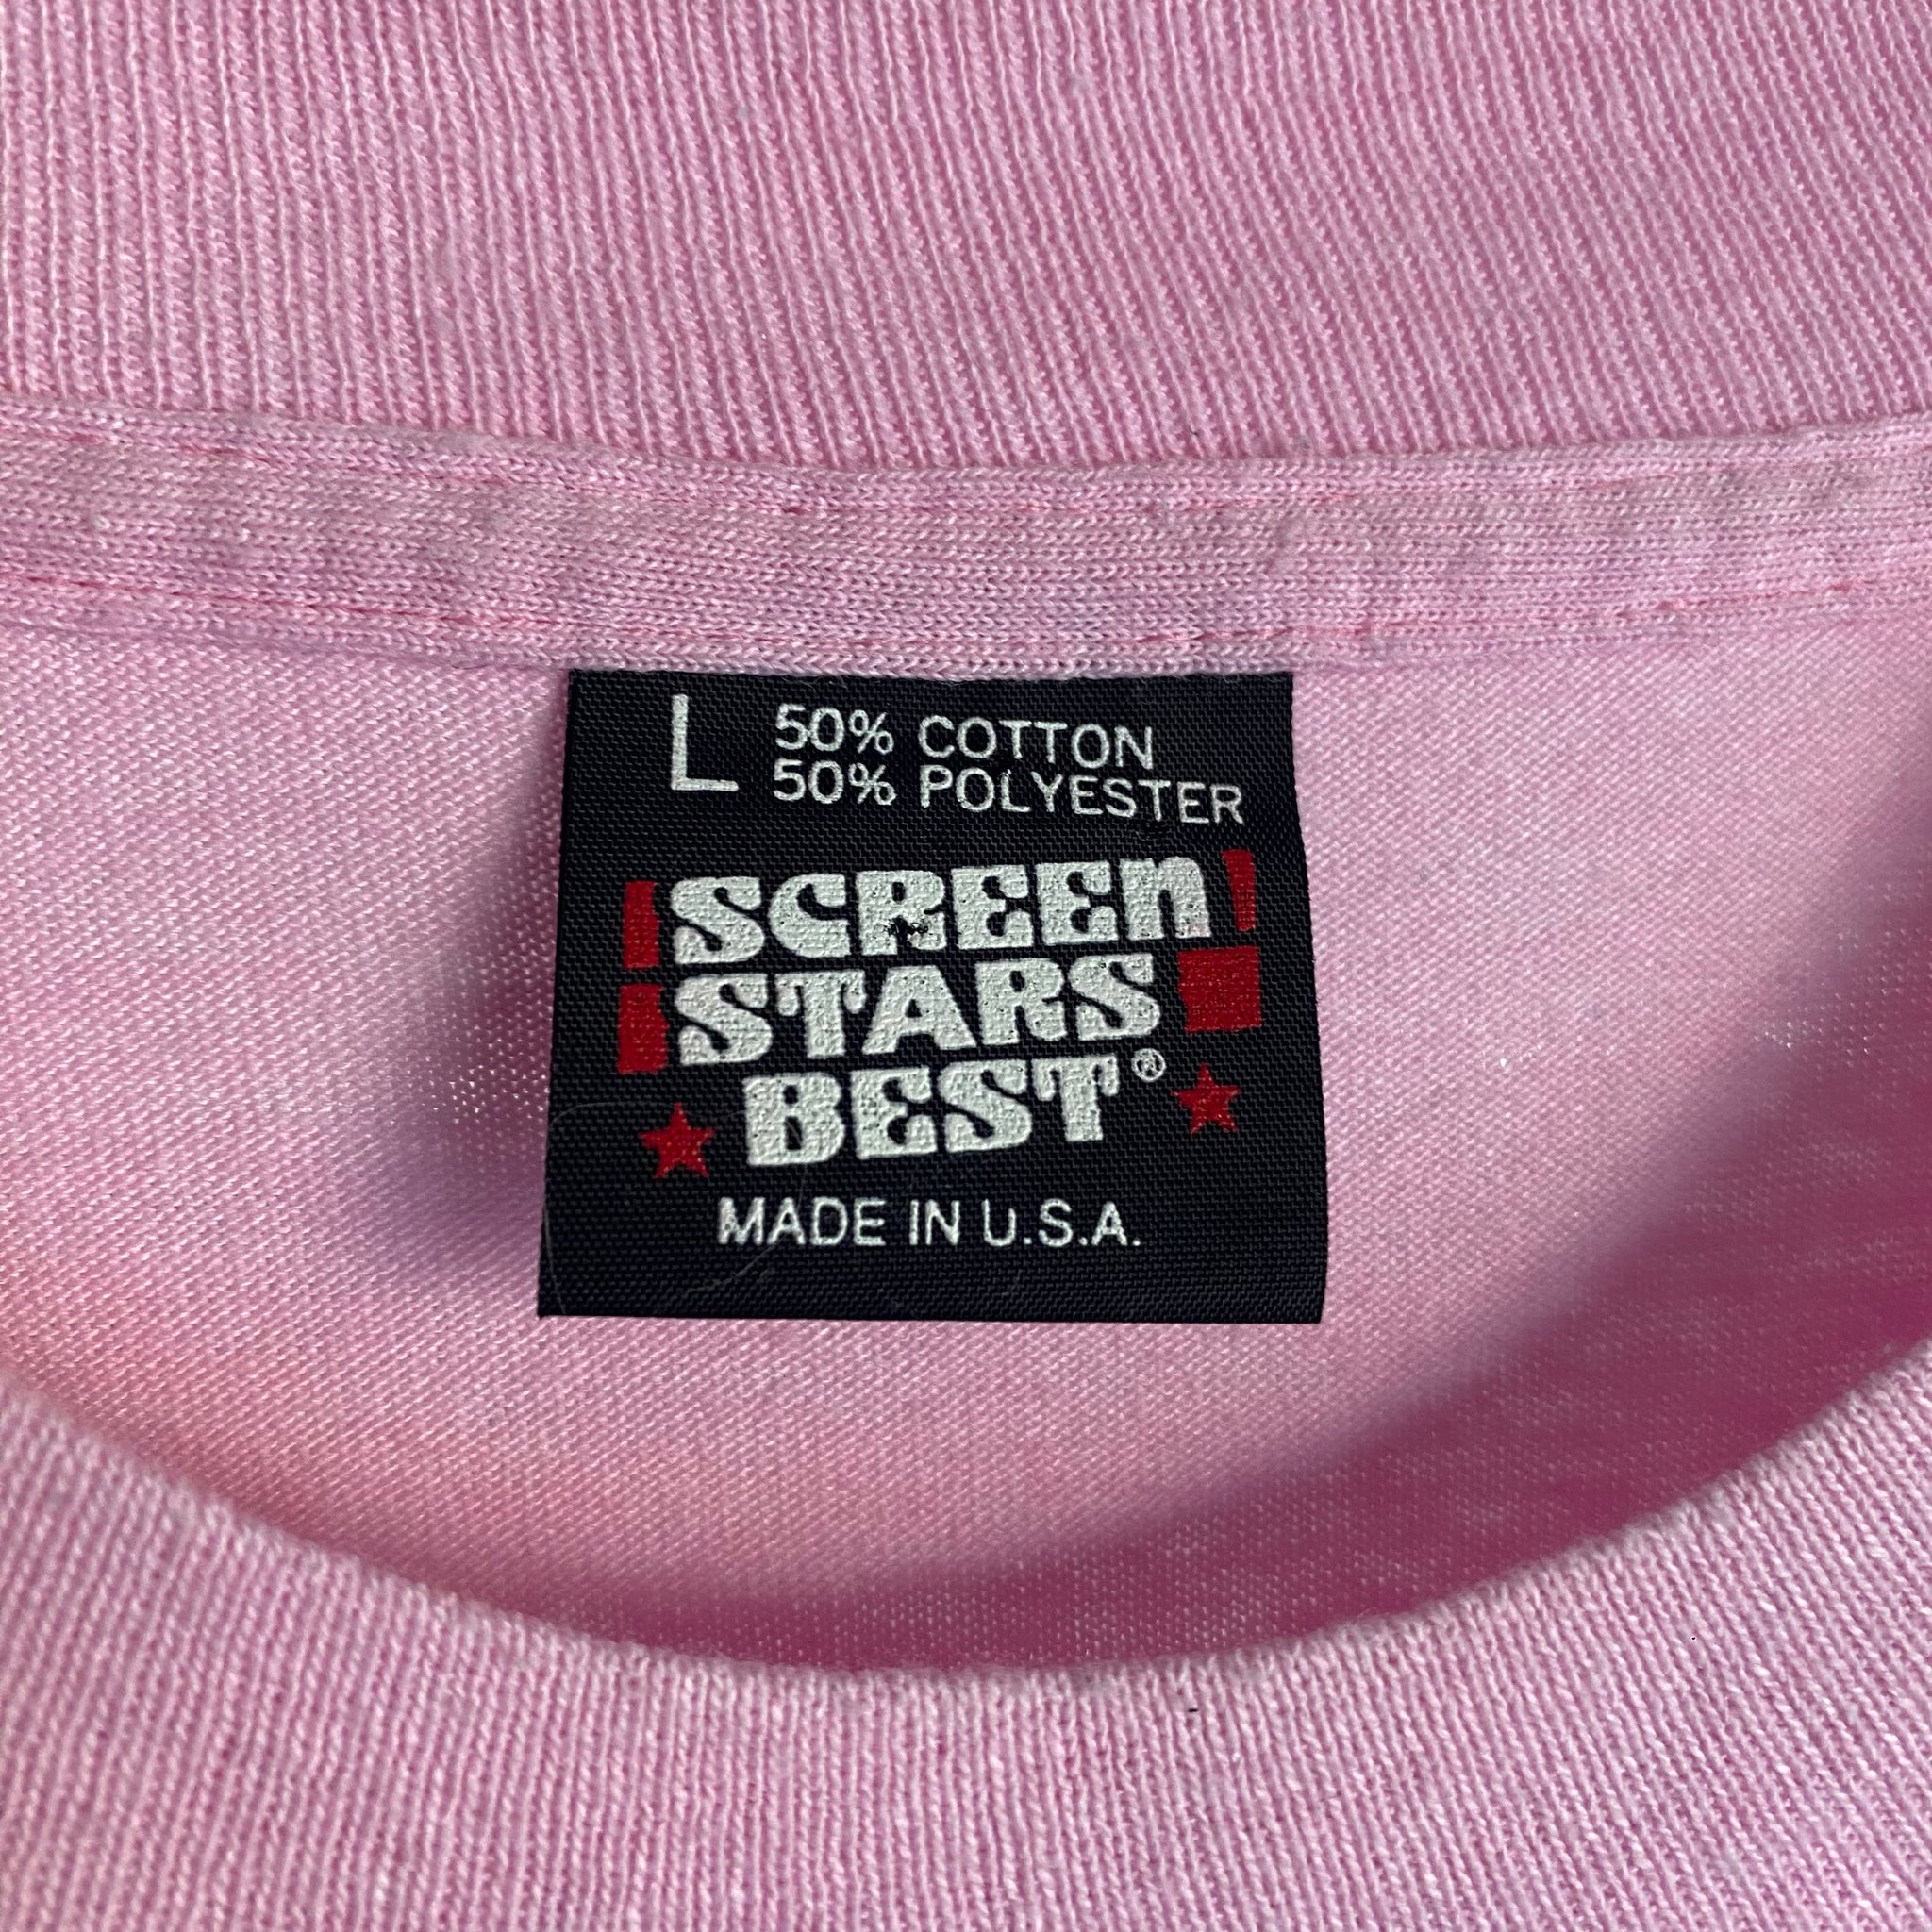 L 50% COTTON
50% POLYESTER
SCREEn
STARS
BEST®
MADE IN U.S.A.